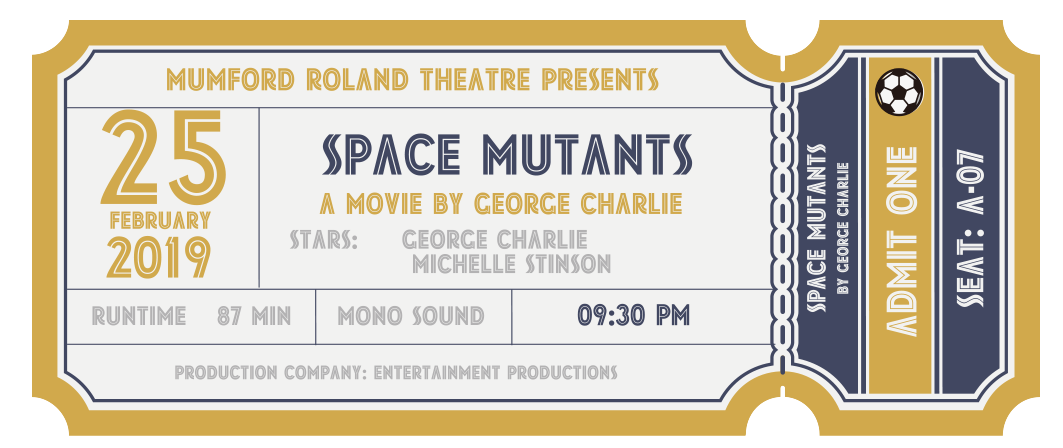 MUMFORD ROLAND THEATRE PRESENTS
25
FEBRUARY
2019
SPACE MUTANTS
A MOVIE BY GEORGE CHARLIE
STARS: GEORGE CHARLIE
MICHELLE STINSON
RUNTIME 87 MIN
MONO SOUND
09:30 PM
PRODUCTION COMPANY: ENTERTAINMENT PRODUCTIONS
SPACE MUTANTS
BY GEORGE CHARLIE
ADMIT ONE
SEAT: A-07